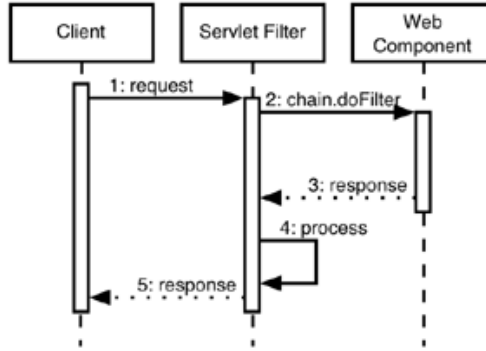 Client
Servlet Filter
Web
Component
1: request
2: chain.doFilter
3: response
4: process
5: response